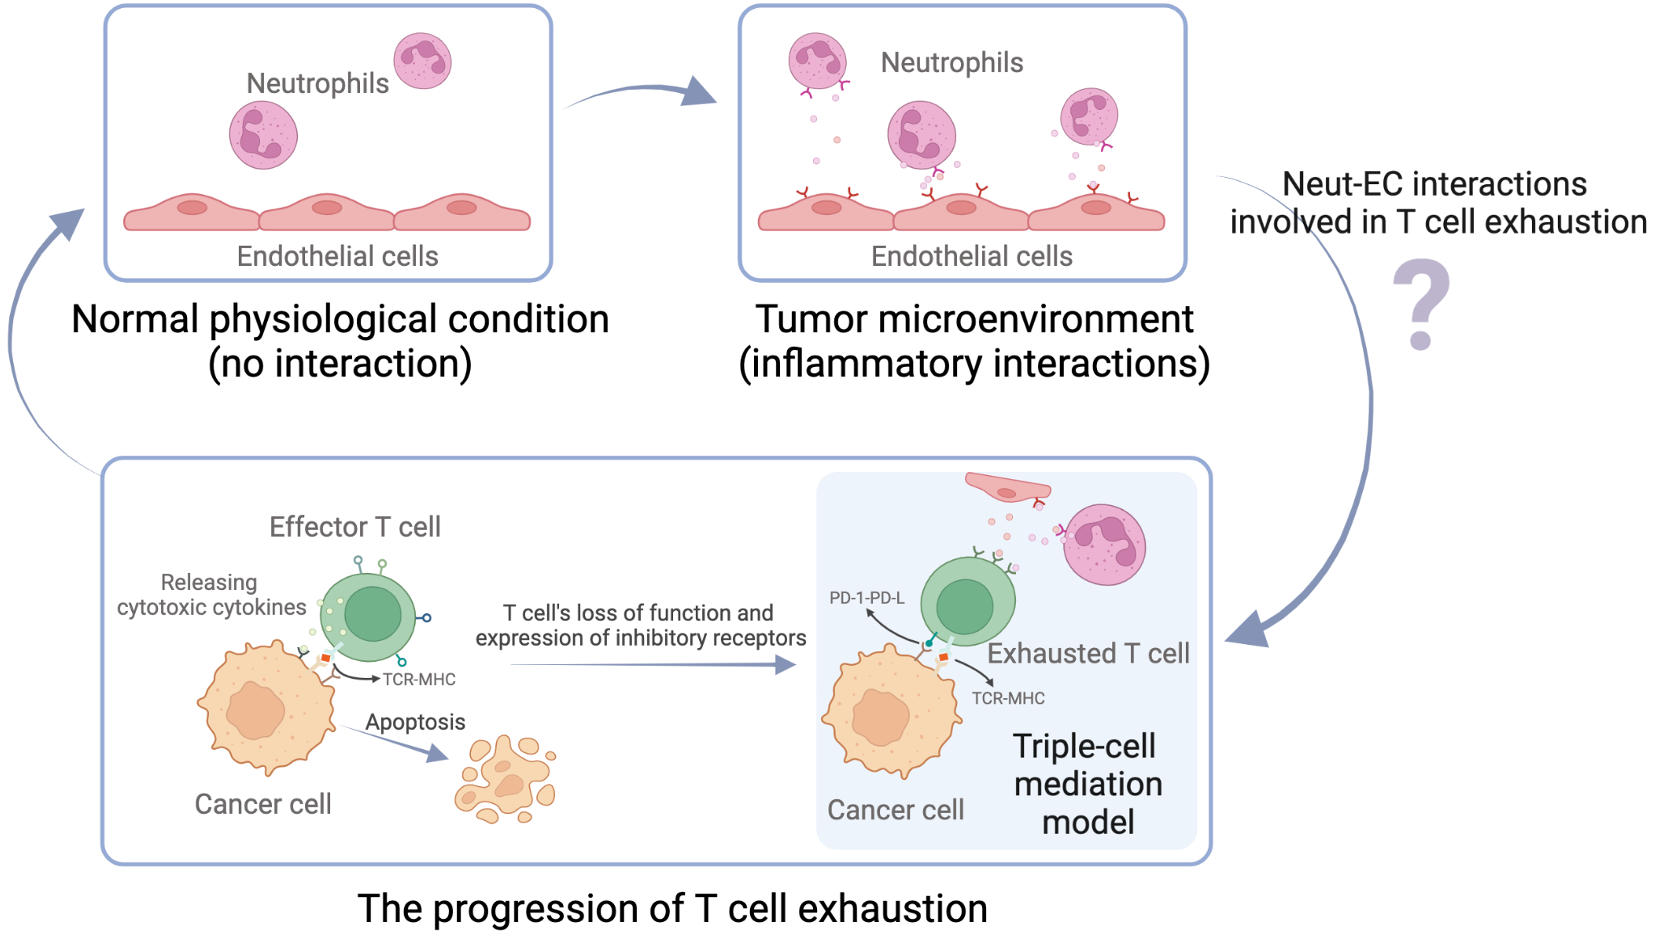 Neutrophils
Endothelial cells
Normal physiological condition
(no interaction)
Neutrophils
Endothelial cells
Tumor microenvironment
(inflammatory interactions)
Neut-EC interactions
involved in T cell exhaustion
?
Effector T cell
Releasing
cytotoxic cytokines
TCR-MHC
Apoptosis
Cancer cell
T cell's loss of function and
expression of inhibitory receptors
PD-1-PD-L
Exhausted T cell
TCR-MHC
Cancer cell
Triple-cell
mediation
model
The progression of T cell exhaustion